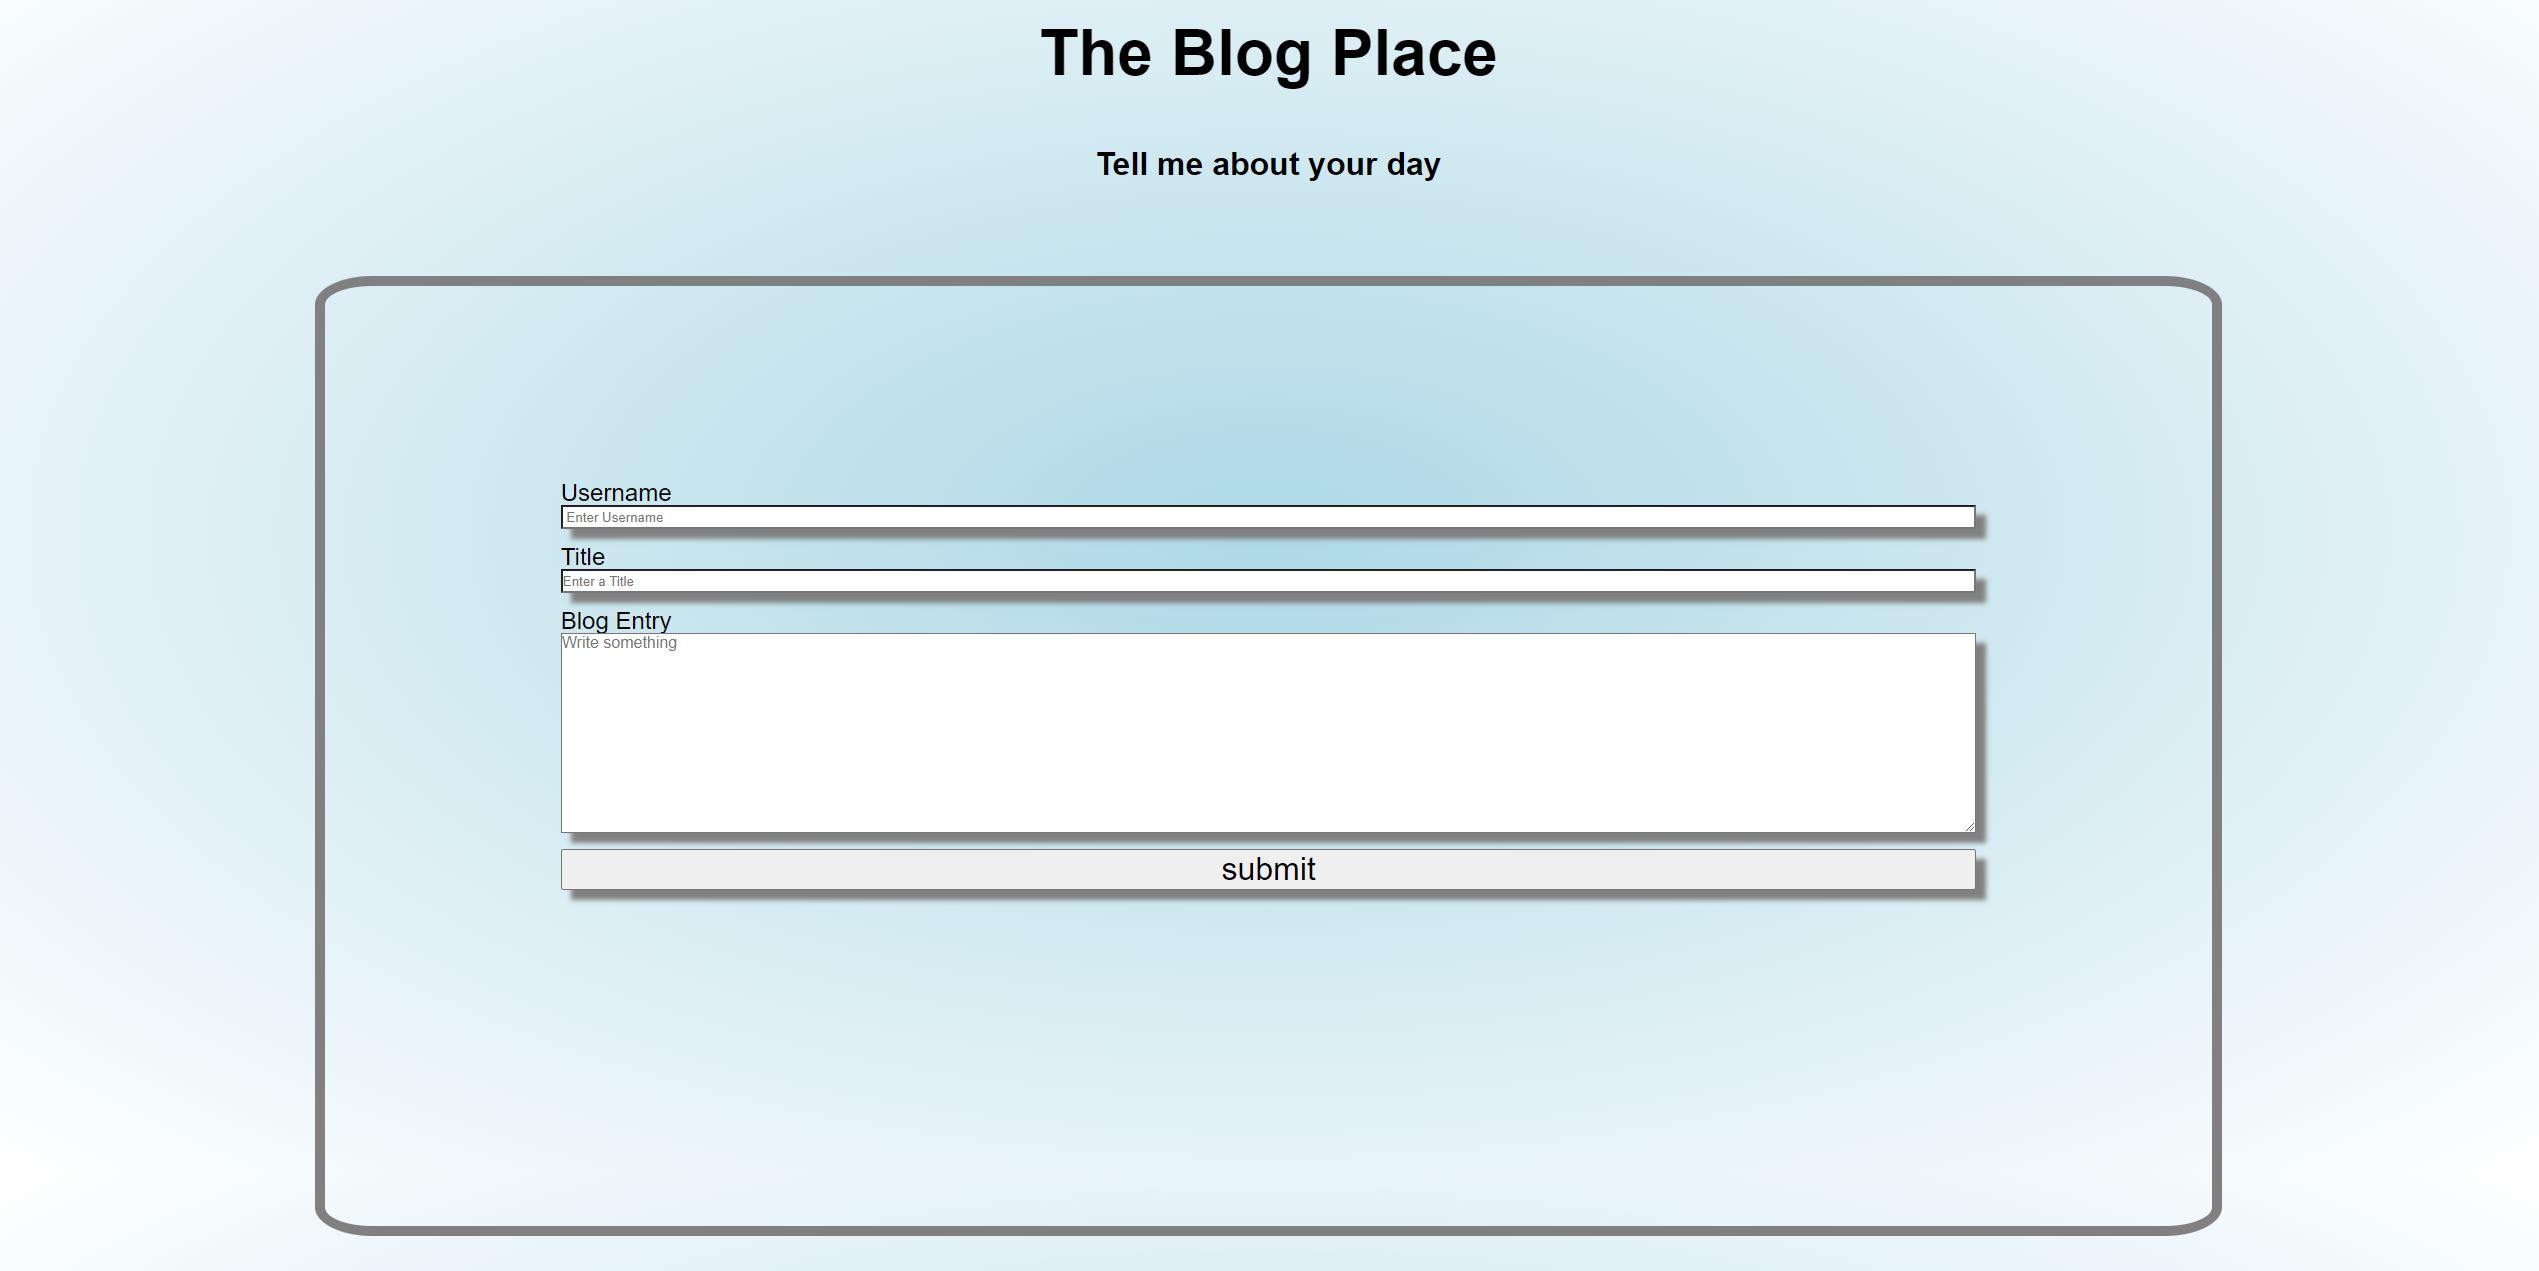 The Blog Place
Tell me about your day
Username
Enter Username
Title
Enter a Title
Blog Entry
Write something
submit